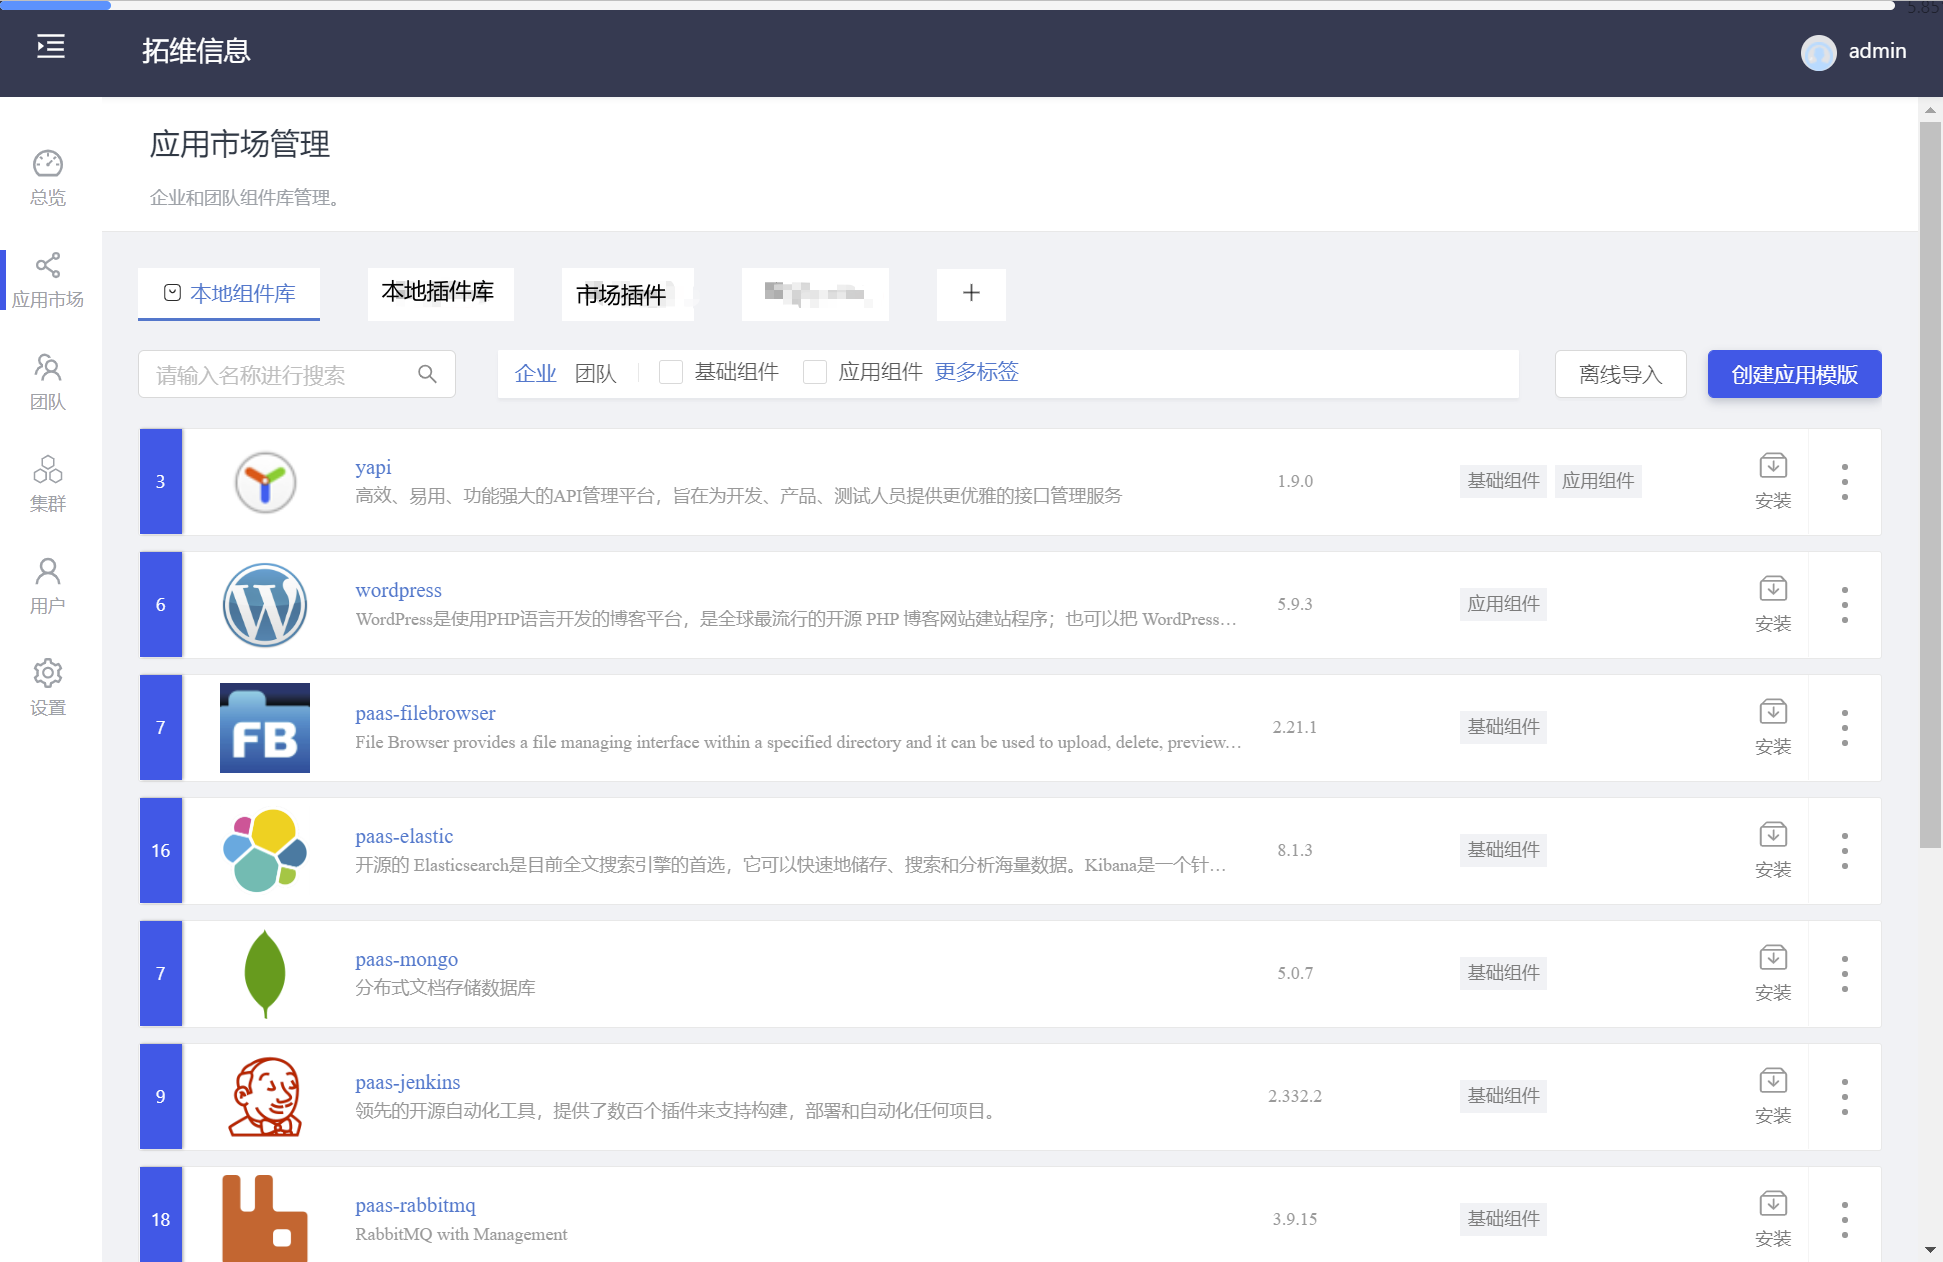 5.85
拓维信息
admin
总览
应用市场
团队
集群
用户
设置
应用市场管理
企业和团队组件库管理。
本地组件库
本地插件库
市场插件
+
请输入名称进行搜索
企业 团队 基础组件 应用组件 更多标签
离线导入
创建应用模版
3
yapi
高效、易用、功能强大的API管理平台，旨在为开发、产品、测试人员提供更优雅的接口管理服务
1.9.0
基础组件 应用组件
安装
6
wordpress
WordPress是使用PHP语言开发的博客平台，是全球最流行的开源 PHP 博客网站建站程序；也可以把 WordPress…
5.9.3
应用组件
安装
7
FB
paas-filebrowser
File Browser provides a file managing interface within a specified directory and it can be used to upload, delete, preview…
2.21.1
基础组件
安装
16
paas-elastic
开源的 Elasticsearch是目前全文搜索引擎的首选，它可以快速地储存、搜索和分析海量数据。Kibana是一个针…
8.1.3
基础组件
安装
7
paas-mongo
分布式文档存储数据库
5.0.7
基础组件
安装
9
paas-jenkins
领先的开源自动化工具，提供了数百个插件来支持构建，部署和自动化任何项目。
2.332.2
基础组件
安装
18
paas-rabbitmq
RabbitMQ with Management
3.9.15
基础组件
安装